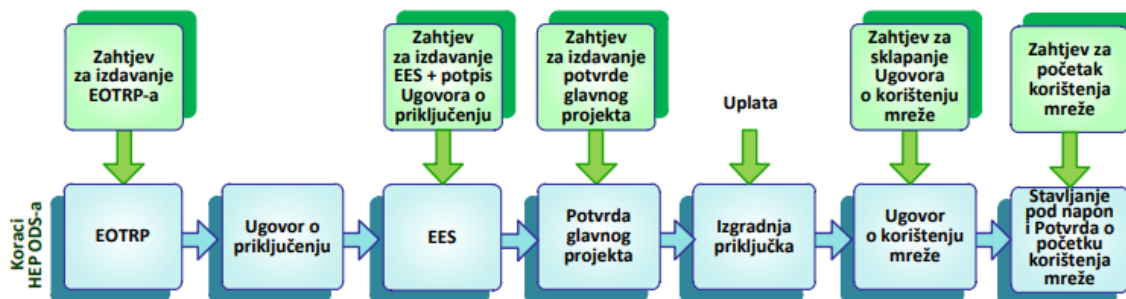 Zahtjev
za izdavanje
EOTRP-a
Zahtjev
za izdavanje
EES + potpis
Ugovora o
priključenju
Zahtjev
za izdavanje
potvrde
glavnog
projekta
Uplata
Zahtjev za
sklapanje
Ugovora
o korištenju
mreže
Zahtjev za
početak
korištenja
mreže
Koraci
HEP ODS-a
EOTRP
Ugovor o
priključenju
EES
Potvrda
glavnog
projekta
Izgradnja
priključka
Ugovor
o korištenju
mreže
Stavljanje
pod napon
i Potvrda o
početku
korištenja
mreže